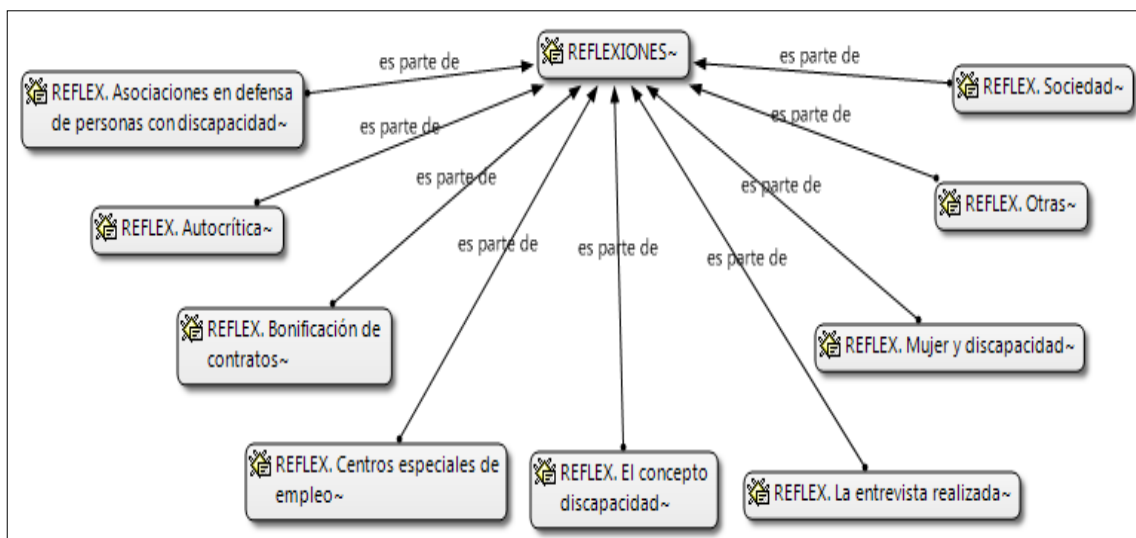 REFLEXIONES~
es parte de
es parte de
REFLEX. Asociaciones en defensa
de personas con discapacidad~
REFLEX. Sociedad~
es parte de
es parte de
es parte de
es parte de
REFLEX. Otras~
REFLEX. Autocrítica~
es parte de
es parte de
es parte de
REFLEX. Bonificación de
contratos~
REFLEX. Mujer y discapacidad~
REFLEX. Centros especiales de
empleo~
REFLEX. El concepto
discapacidad~
REFLEX. La entrevista realizada~